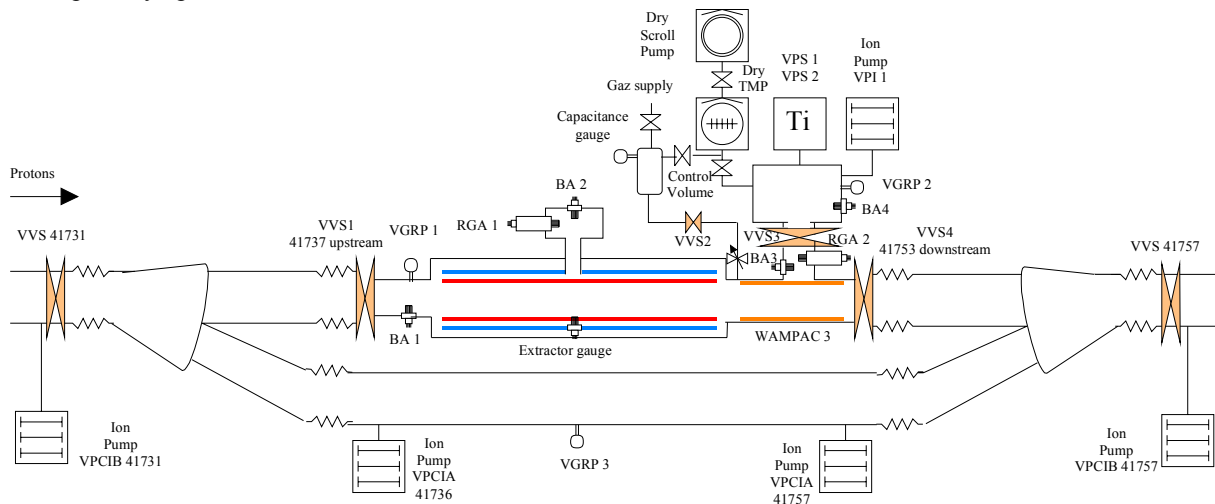 Dry
Scroll
Pump
VPS 1
VPS 2
Ion
Pump
VPI 1
Dry
TMP
Gaz supply
Capacitance
gauge
Ti
Control
Volume
Protons
BA 2
RGA 1
VGRP 2
BA4
VVS 41731
VVS1
41737 upstream
VGRP 1
VVS2
VVS3
RGA 2
VVS4
41753 downstream
VVS 41757
BA3
BA 1
Extractor gauge
WAMPAC 3
Ion
Pump
VPCIB 41731
Ion
Pump
VPCIA
41736
VGRP 3
Ion
Pump
VPCIA
41757
Ion
Pump
VPCIB 41757